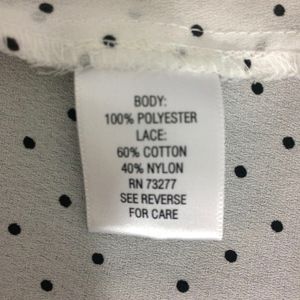 BODY:
100% POLYESTER
LACE:
60% COTTON
40% NYLON
RN 73277
SEE REVERSE
FOR CARE